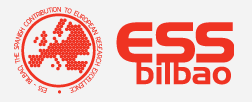 ESS - BILBAO, THE SPANISH CONTRIBUTION TO EUROPEAN RESEARCH EXCELLENCE
ESS
bilbao